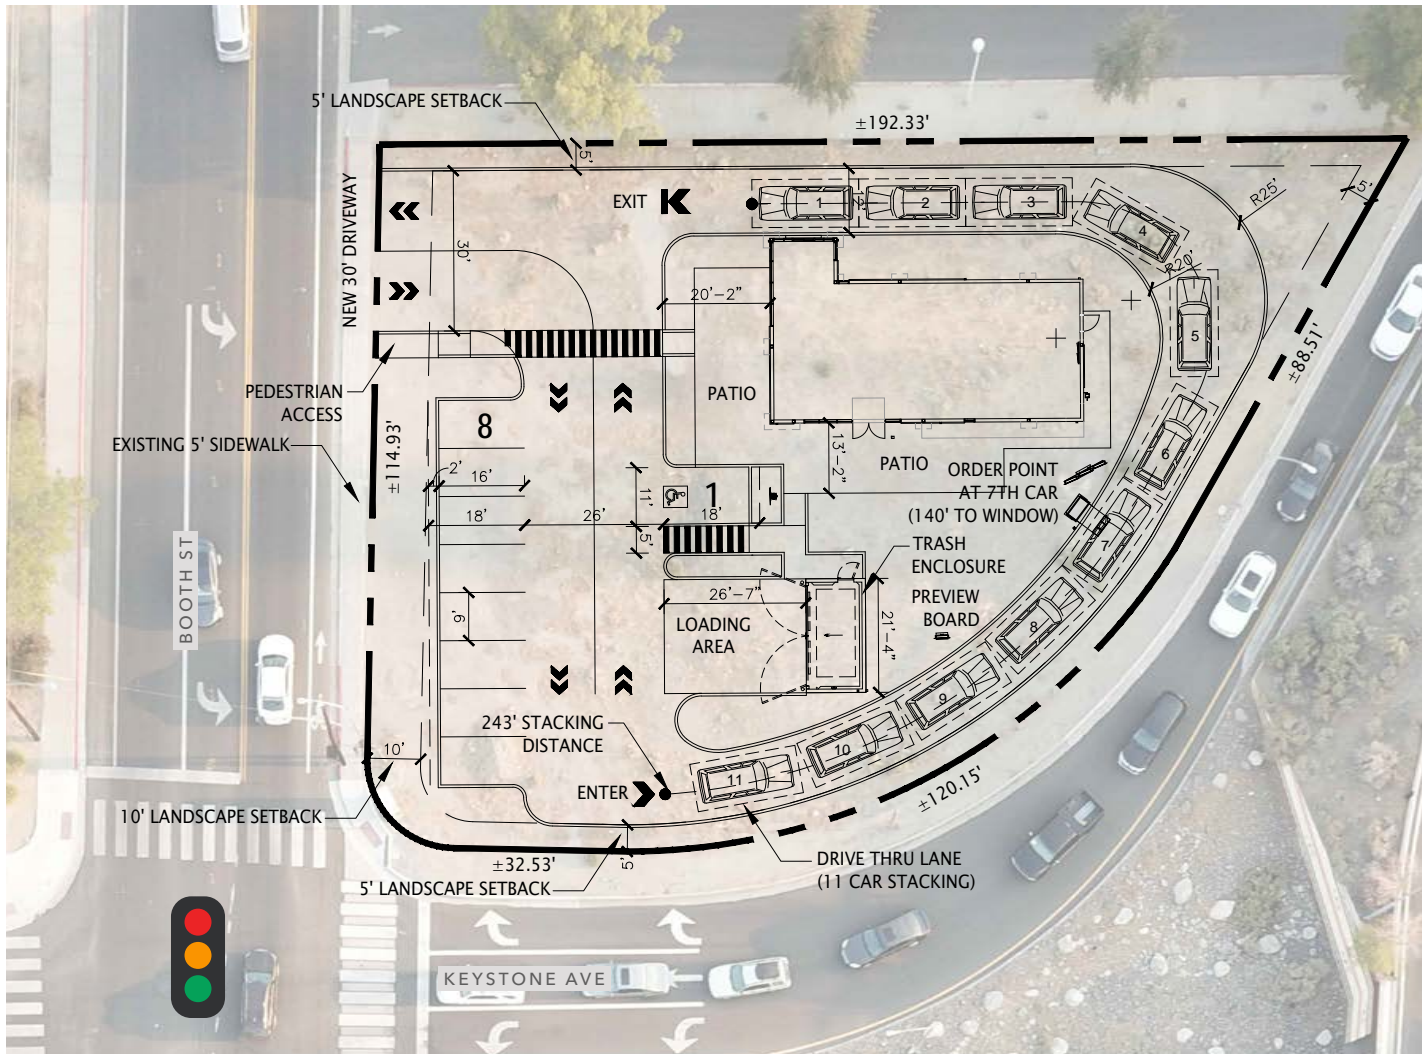 5' LANDSCAPE SETBACK
±192.33'
5'
NEW 30' DRIVEWAY
EXIT
1
12'
2
3
4
5
R25'
5'
R20'
30'
20'-2"
±88.51'
PEDESTRIAN
ACCESS
PATIO
8
EXISTING 5' SIDEWALK
±114.93'
13'-2"
PATIO
6
ORDER POINT
AT 7TH CAR
(140' TO WINDOW)
2'
16'
11'
1
18'
26'
18'
5'
7
TRASH
ENCLOSURE
BOOTH ST
9'
26'-7"
LOADING
AREA
PREVIEW
BOARD
21'-4"
8
9
243' STACKING
DISTANCE
10
10'
ENTER
11
±120.15'
10' LANDSCAPE SETBACK
±32.53'
5'
5' LANDSCAPE SETBACK
DRIVE THRU LANE
(11 CAR STACKING)
KEYSTONE AVE